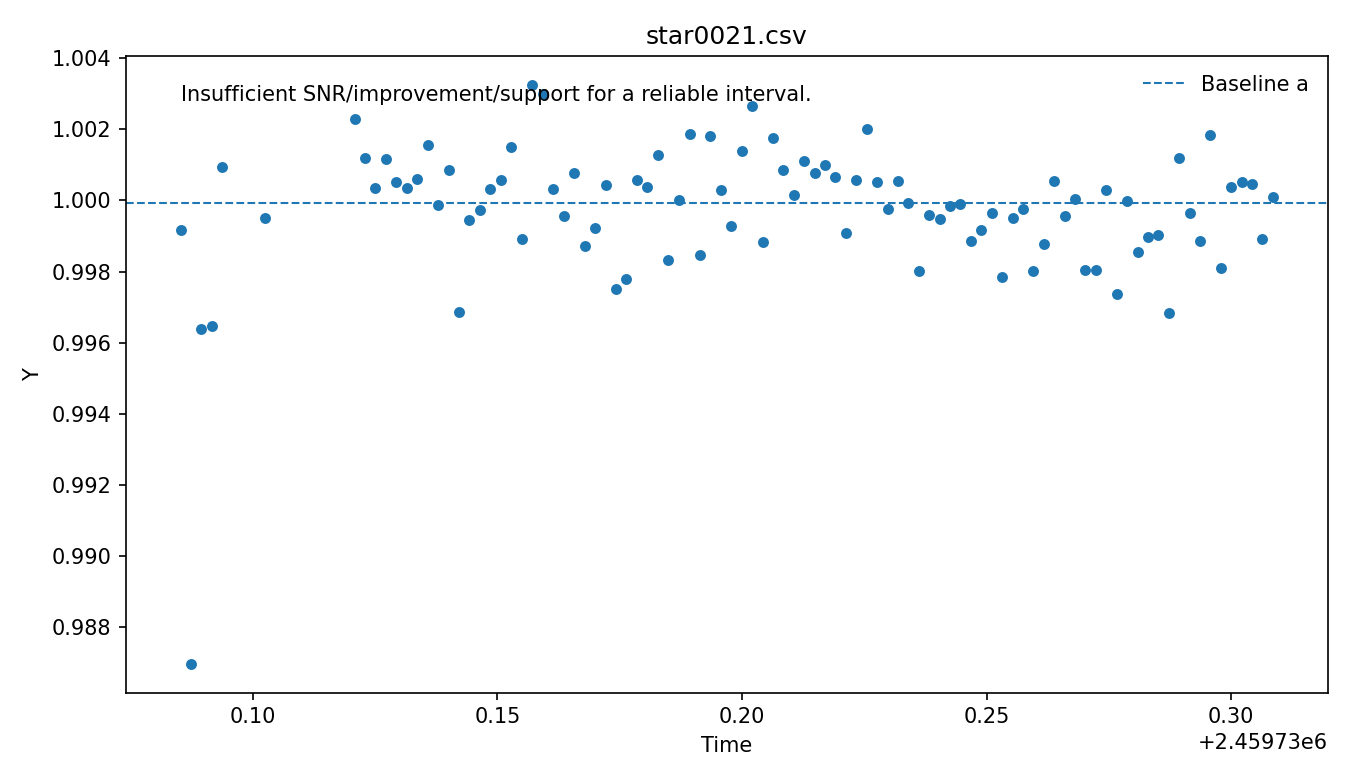 star0021.csv
1.004
Insufficient SNR/improvement/support for a reliable interval.
Baseline a
1.002
1.000
0.998
0.996
0.994
0.992
0.990
0.988
Y
0.10
0.15
0.20
0.25
0.30
Time
+2.45973e6